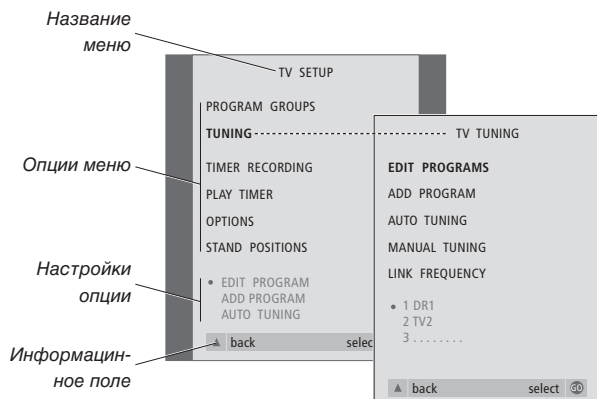 Название
меню
TV SETUP
PROGRAM GROUPS
TUNING
TV TUNING
Опции меню
TIMER RECORDING
EDIT PROGRAMS
PLAY TIMER
ADD PROGRAM
OPTIONS
AUTO TUNING
STAND POSITIONS
MANUAL TUNING
LINK FREQUENCY
Настройки
опции
• EDIT PROGRAM
ADD PROGRAM
AUTO TUNING
• 1 DR1
2 TV2
3 . . . . . . . .
Информацин-
ное поле
▲ back selec
▲ back select GO